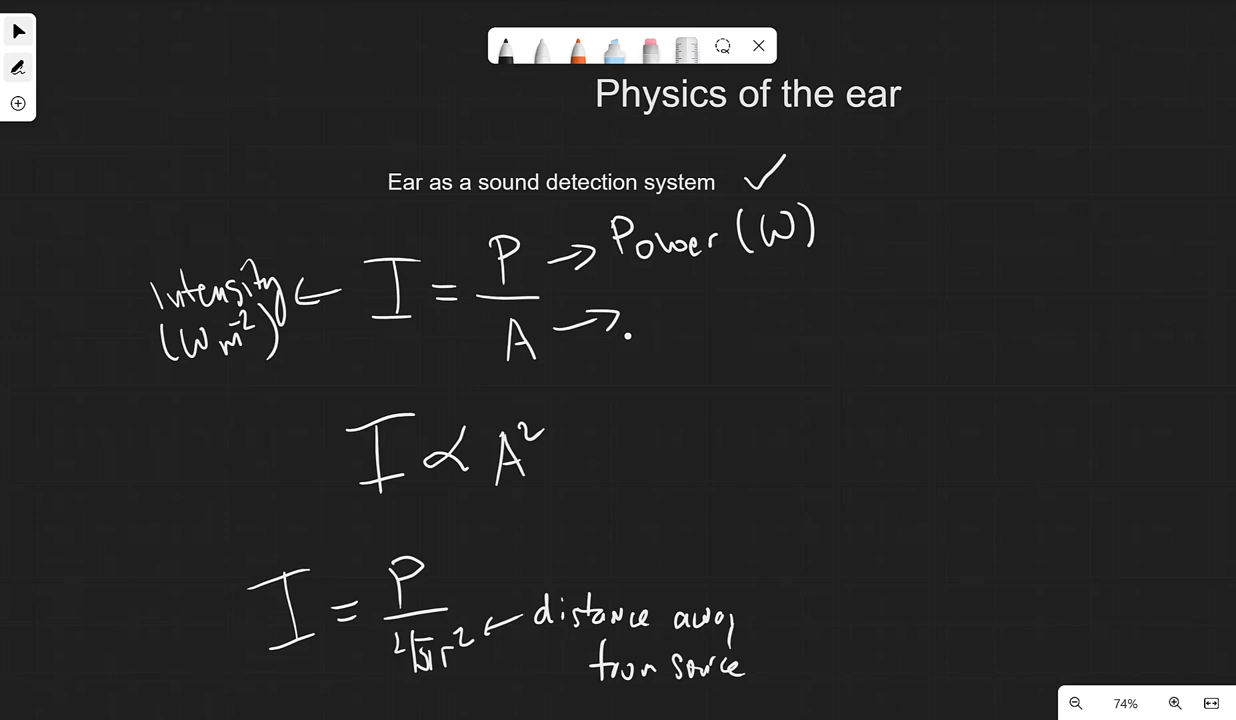 Physics of the ear
Ear as a sound detection system ✓
I = P/A
P → Power (W)
Intensity (Wm⁻²) ←
A →
I ∝ A²
I = P/4πr² ← distance away
from source
74%